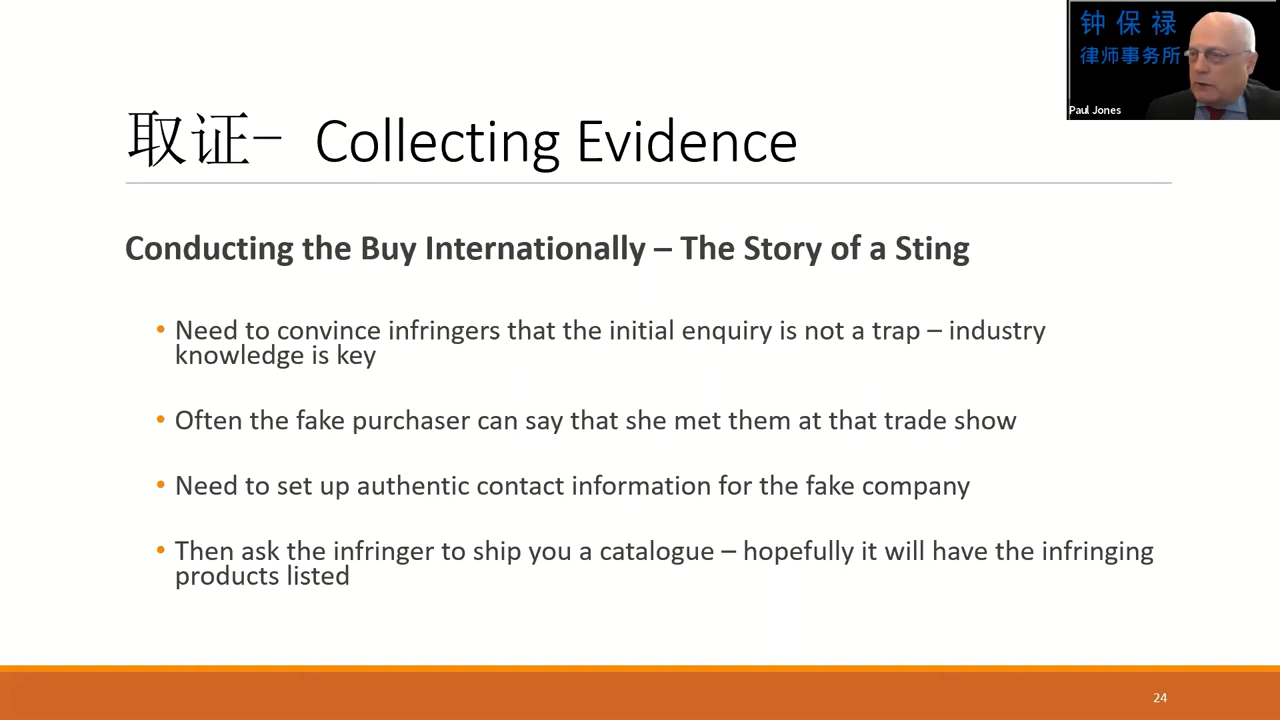 钟保禄
律师事务所
Paul Jones
取证– Collecting Evidence
Conducting the Buy Internationally – The Story of a Sting
• Need to convince infringers that the initial enquiry is not a trap – industry
knowledge is key
• Often the fake purchaser can say that she met them at that trade show
• Need to set up authentic contact information for the fake company
• Then ask the infringer to ship you a catalogue – hopefully it will have the infringing
products listed
24